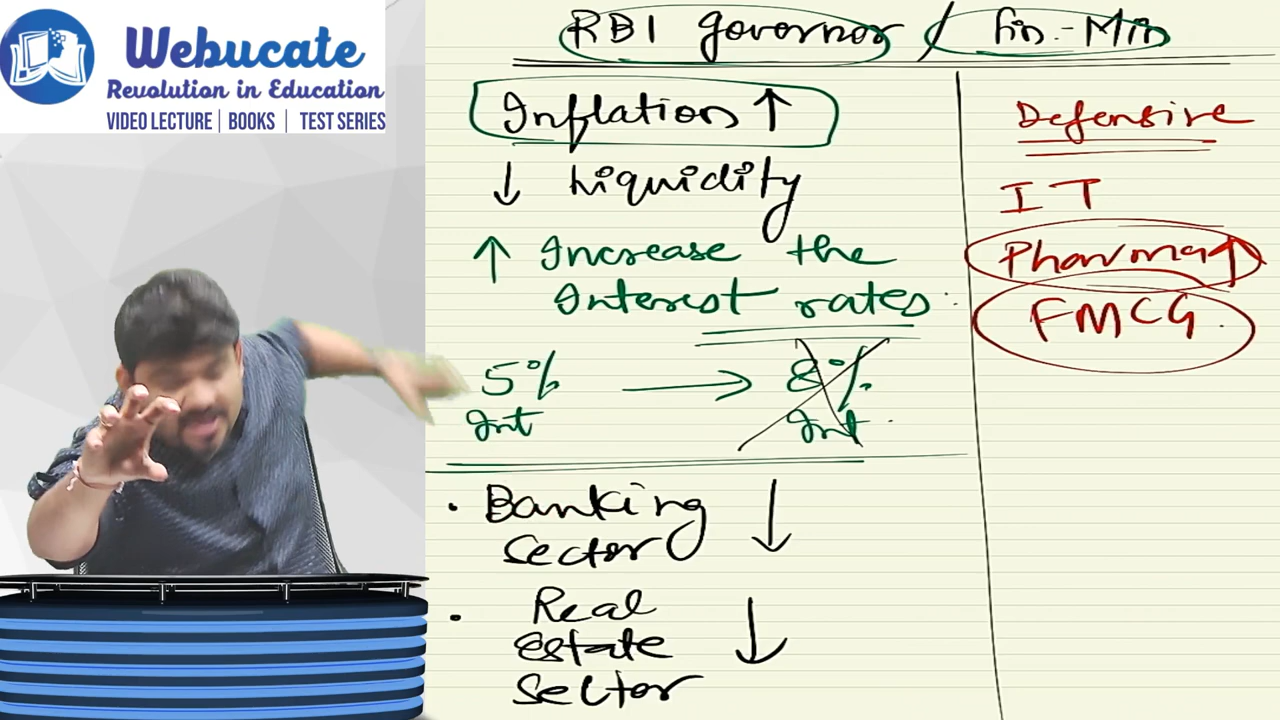 Webucate
Revolution in Education
VIDEO LECTURE | BOOKS | TEST SERIES
RBI governor / fin.-Min
Inflation ↑
↓ Liquidity
↑ Increase the
Interest rates
5% → 8%
Int Int
• Banking ↓
Sector
• Real
Estate ↓
Sector
Defensive
IT
Pharma ↑
FMCG